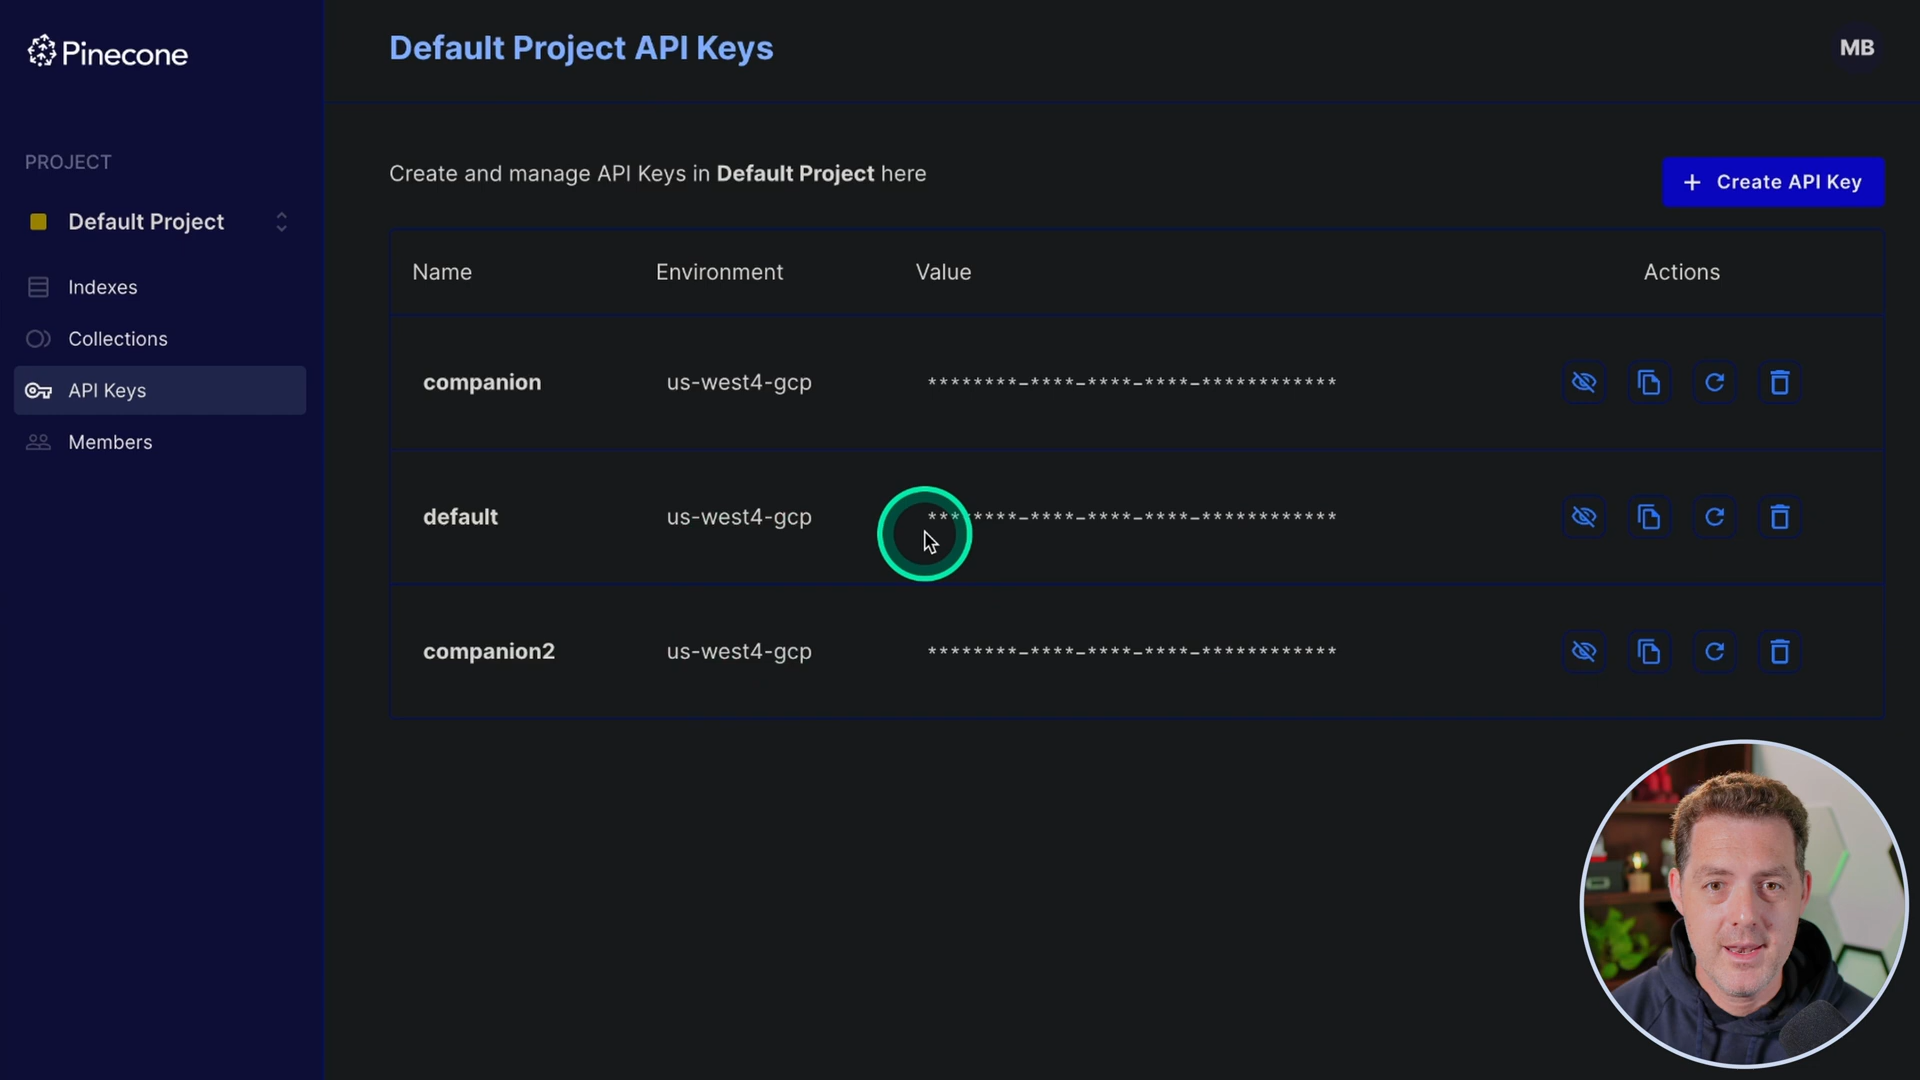 Pinecone
Default Project API Keys
MB
PROJECT
Default Project
Indexes
Collections
API Keys
Members
Create and manage API Keys in Default Project here
+ Create API Key
Name Environment Value Actions
companion us-west4-gcp ********-****-****-****-************
default us-west4-gcp ********-****-****-****-************
companion2 us-west4-gcp ********-****-****-****-************